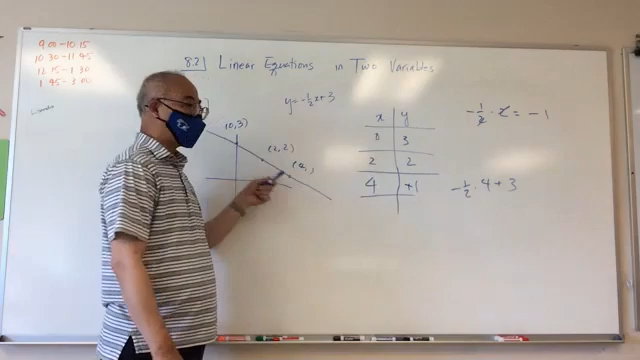 9 00 - 10 15
10 30 - 11 45
12 15 - 1 30
1 45 - 3 00
8.2) Linear Equations in Two Variables
y = -1/2x + 3
(0, 3)
(2, 2)
(4,
x y
0 3
2 2
4 +1
-1/2 · 2 = -1
-1/2 · 4 + 3